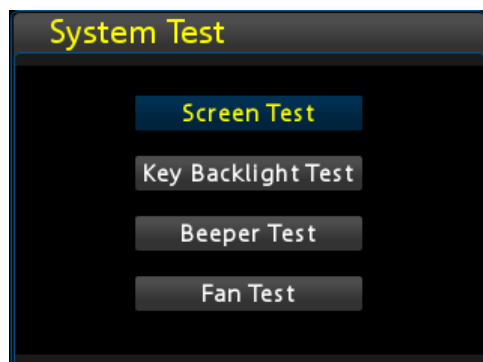 System Test
Screen Test
Key Backlight Test
Beeper Test
Fan Test